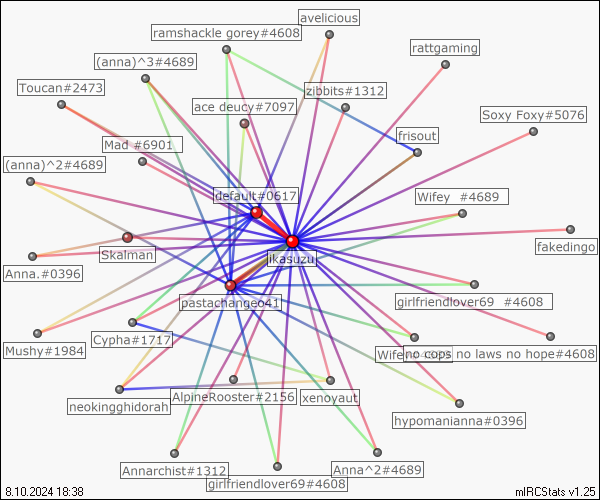 avelicious
ramshackle gorey#4608
rattgaming
(anna)^3#4689
Toucan#2473
zibbits#1312
ace deucy#7097
Soxy Foxy#5076
frisout
Mad #6901
(anna)^2#4689
default#0617
Wifey #4689
fakedingo
Skalman
ikasuzu
Anna.#0396
girlfriendlover69 #4608
pastachangeo41
Cypha#1717
Mushy#1984
no cops no laws no hope#4608
AlpineRooster#2156
xenoyaut
neokingghidorah
hypomanianna#0396
Annarchist#1312
Anna^2#4689
girlfriendlover69#4608
8.10.2024 18:38
mIRCStats v1.25